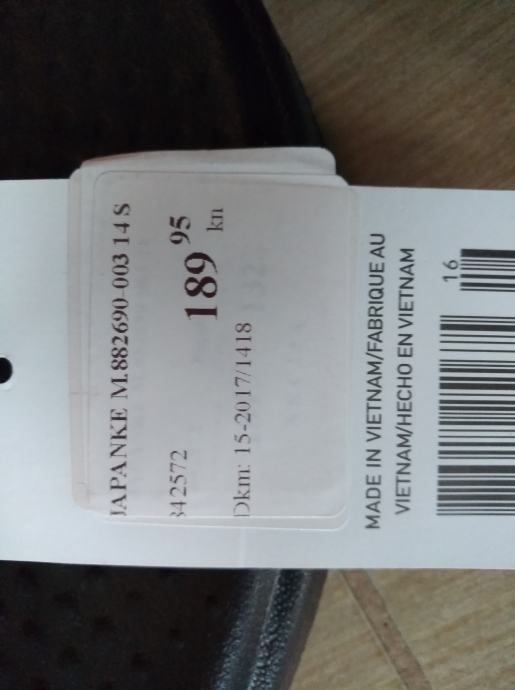 JAPANKE M.882690-003 14 S
189 95
kn
342572
Dkm: 15-2017/1418
MADE IN VIETNAM/FABRIQUE AU
VIETNAM/HECHO EN VIETNAM
16